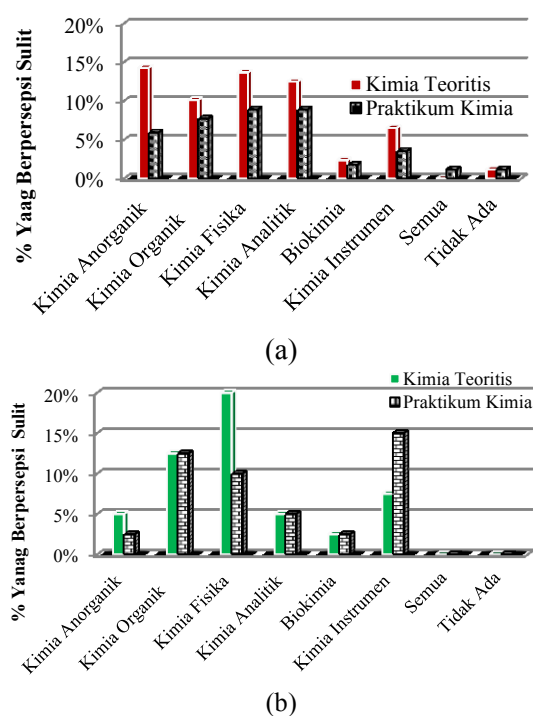 20%
15%
10%
5%
0%
% Yaag Berpersepsi Sulit
Kimia Teoritis
Praktikum Kimia
Kimia Anorganik
Kimia Organik
Kimia Fisika
Kimia Analitik
Biokimia
Kimia Instrumen
Semua
Tidak Ada
(a)
20%
15%
10%
5%
0%
% Yanag Berpersepsi Sulit
Kimia Teoritis
Praktikum Kimia
Kimia Anorganik
Kimia Organik
Kimia Fisika
Kimia Analitik
Biokimia
Kimia Instrumen
Semua
Tidak Ada
(b)